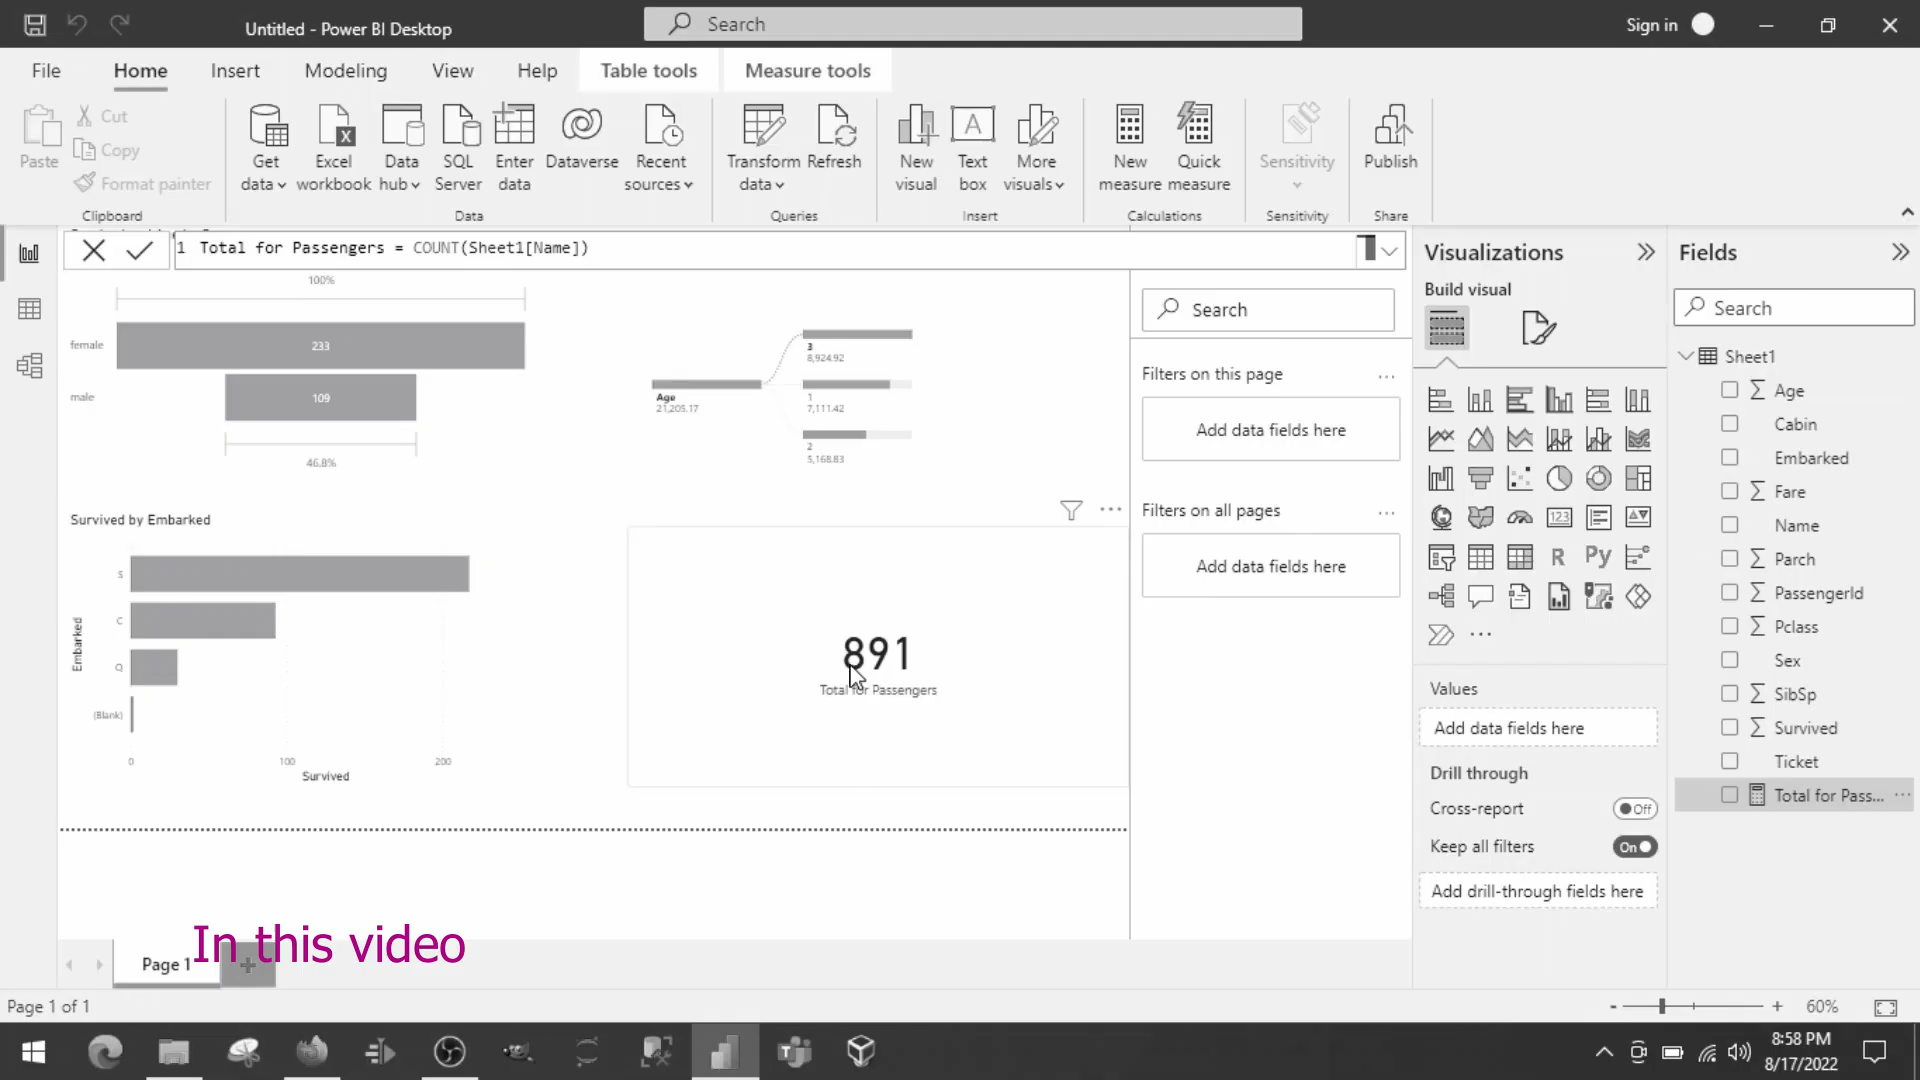 Untitled - Power BI Desktop
Search
Sign in
File
Home
Insert
Modeling
View
Help
Table tools
Measure tools
Paste
Cut
Copy
Format painter
Clipboard
Get data
Excel workbook
Data hub
SQL Server
Enter data
Dataverse
Recent sources
Data
Transform data
Refresh
Queries
New visual
Text box
More visuals
Insert
New measure
Quick measure
Calculations
Sensitivity
Sensitivity
Publish
Share
1 Total for Passengers = COUNT(Sheet1[Name])
100%
female
233
male
109
46.8%
Age
21,205.17
3
8,924.92
1
7,111.42
2
5,168.83
Survived by Embarked
Embarked
S
C
Q
(Blank)
0
100
200
Survived
891
Total for Passengers
Search
Filters on this page
Add data fields here
Filters on all pages
Add data fields here
Visualizations
Build visual
123
R
Py
Values
Add data fields here
Drill through
Cross-report
Off
Keep all filters
On
Add drill-through fields here
Fields
Search
Sheet1
Age
Cabin
Embarked
Fare
Name
Parch
PassengerId
Pclass
Sex
SibSp
Survived
Ticket
Total for Pass...
In this video
Page 1
Page 1 of 1
60%
8:58 PM
8/17/2022